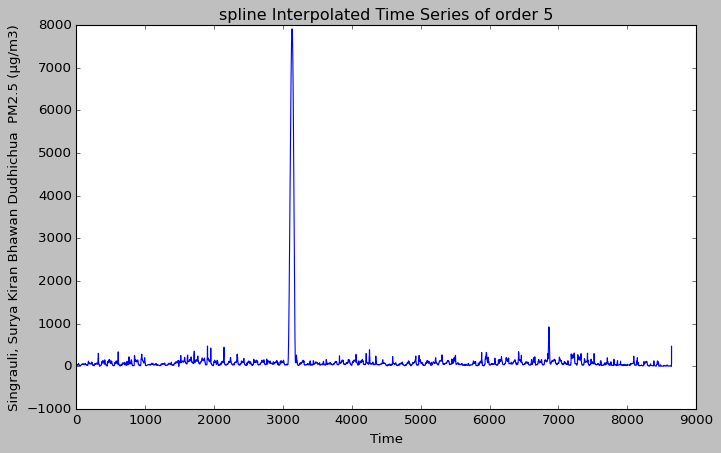 spline Interpolated Time Series of order 5
Singrauli, Surya Kiran Bhawan Dudhichua  PM2.5 (µg/m3)
8000
7000
6000
5000
4000
3000
2000
1000
0
−1000
0 1000 2000 3000 4000 5000 6000 7000 8000 9000
Time